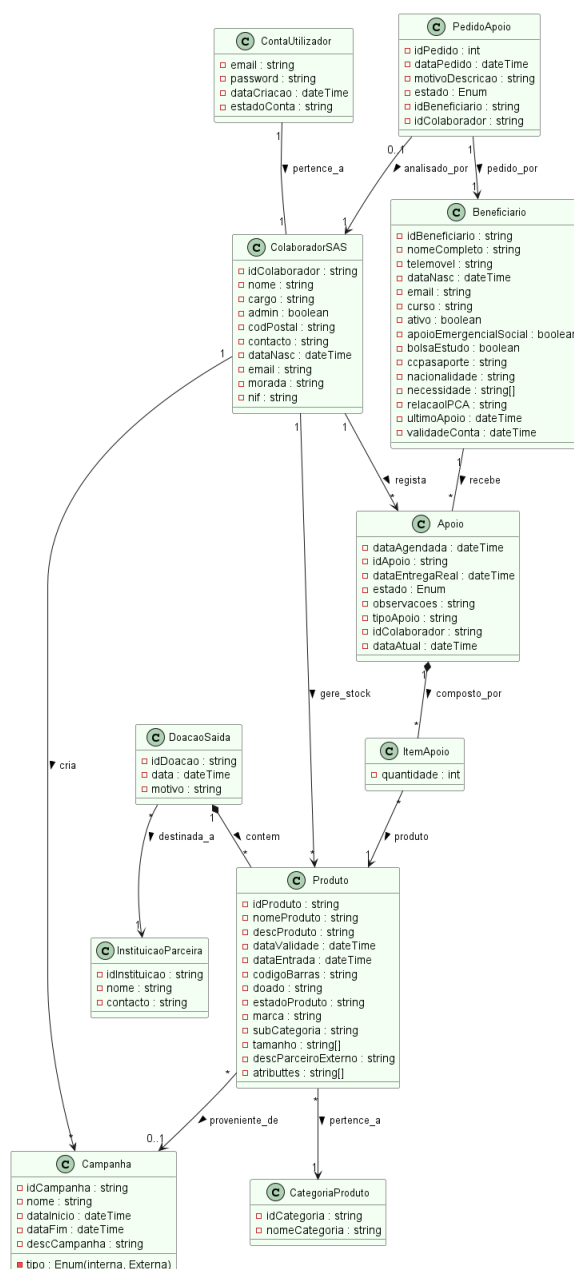 C ContaUtilizador
email : string
password : string
dataCriacao : dateTime
estadoConta : string
C PedidoApoio
idPedido : int
dataPedido : dateTime
motivoDescricao : string
estado : Enum
idBeneficiario : string
idColaborador : string
1
pertence_a
1
0..1
analisado_por
1
1
pedido_por
1
C ColaboradorSAS
idColaborador : string
nome : string
cargo : string
admin : boolean
codPostal : string
contacto : string
dataNasc : dateTime
email : string
morada : string
nif : string
C Beneficiario
idBeneficiario : string
nomeCompleto : string
telemovel : string
dataNasc : dateTime
email : string
curso : string
ativo : boolean
apoioEmergencialSocial : boolean
bolsaEstudo : boolean
ccpasaporte : string
nacionalidade : string
necessidade : string[]
relacaoIPCA : string
ultimoApoio : dateTime
validadeConta : dateTime
1
cria
*
1
gere_stock
*
1
regista
*
1
recebe
*
C Apoio
dataAgendada : dateTime
idApoio : string
dataEntregaReal : dateTime
estado : Enum
observacoes : string
tipoApoio : string
idColaborador : string
dataAtual : dateTime
1
composto_por
*
C DoacaoSaida
idDoacao : string
data : dateTime
motivo : string
C ItemApoio
quantidade : int
*
destinada_a
1
1
contem
*
*
produto
1
C InstituicaoParceira
idInstituicao : string
nome : string
contacto : string
C Produto
idProduto : string
nomeProduto : string
descProduto : string
dataValidade : dateTime
dataEntrada : dateTime
codigoBarras : string
doado : string
estadoProduto : string
marca : string
subCategoria : string
tamanho : string[]
descParceiroExterno : string
atributtes : string[]
*
proveniente_de
0..1
*
pertence_a
1
C Campanha
idCampanha : string
nome : string
dataInicio : dateTime
dataFim : dateTime
descCampanha : string
tipo : Enum(interna, Externa)
C CategoriaProduto
idCategoria : string
nomeCategoria : string